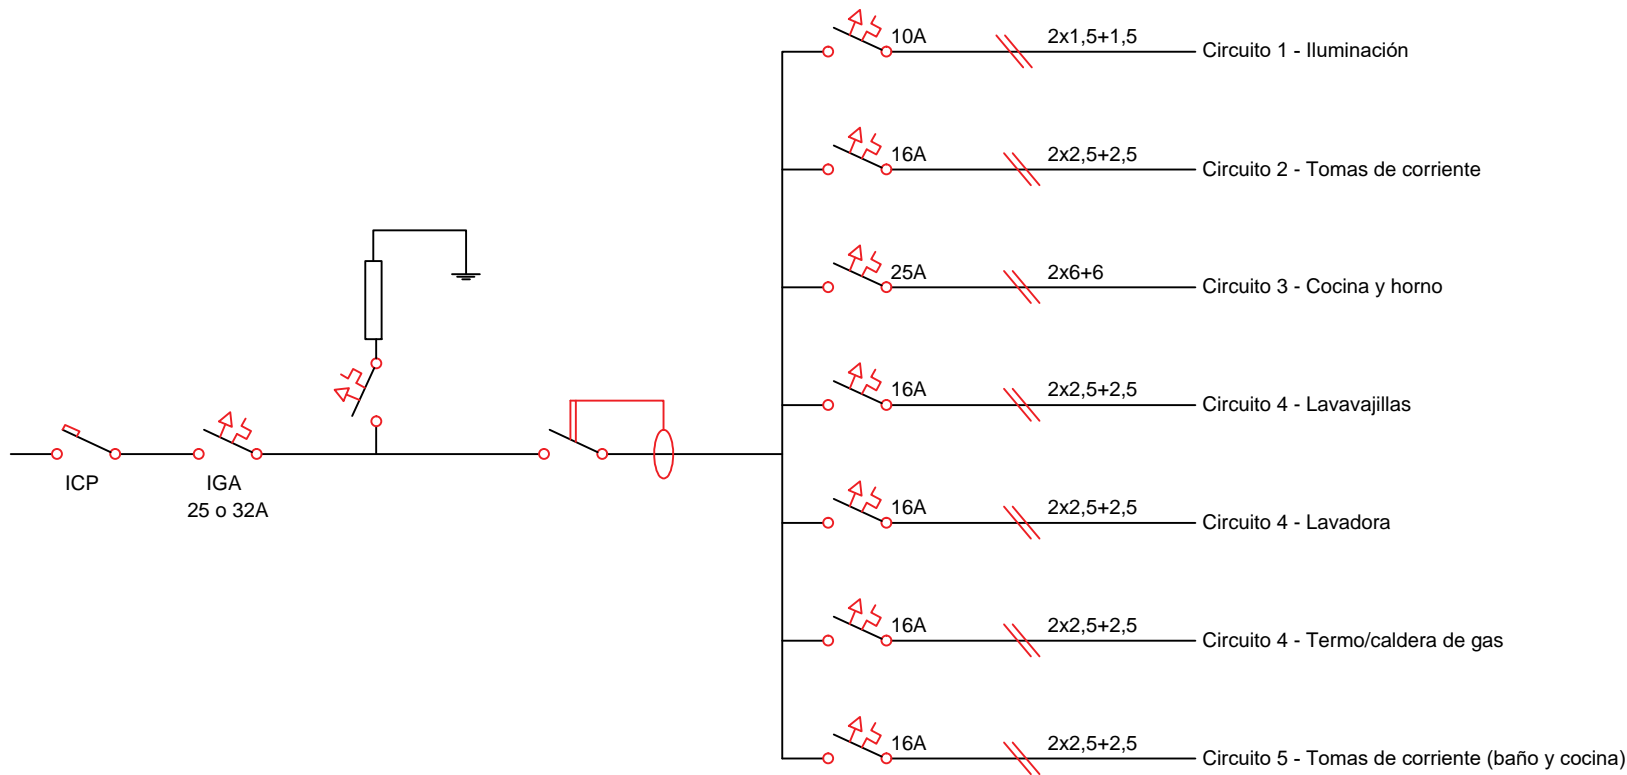 10A 2x1,5+1,5 Circuito 1 - Iluminación
16A 2x2,5+2,5 Circuito 2 - Tomas de corriente
25A 2x6+6 Circuito 3 - Cocina y horno
16A 2x2,5+2,5 Circuito 4 - Lavavajillas
ICP
IGA
25 o 32A
16A 2x2,5+2,5 Circuito 4 - Lavadora
16A 2x2,5+2,5 Circuito 4 - Termo/caldera de gas
16A 2x2,5+2,5 Circuito 5 - Tomas de corriente (baño y cocina)